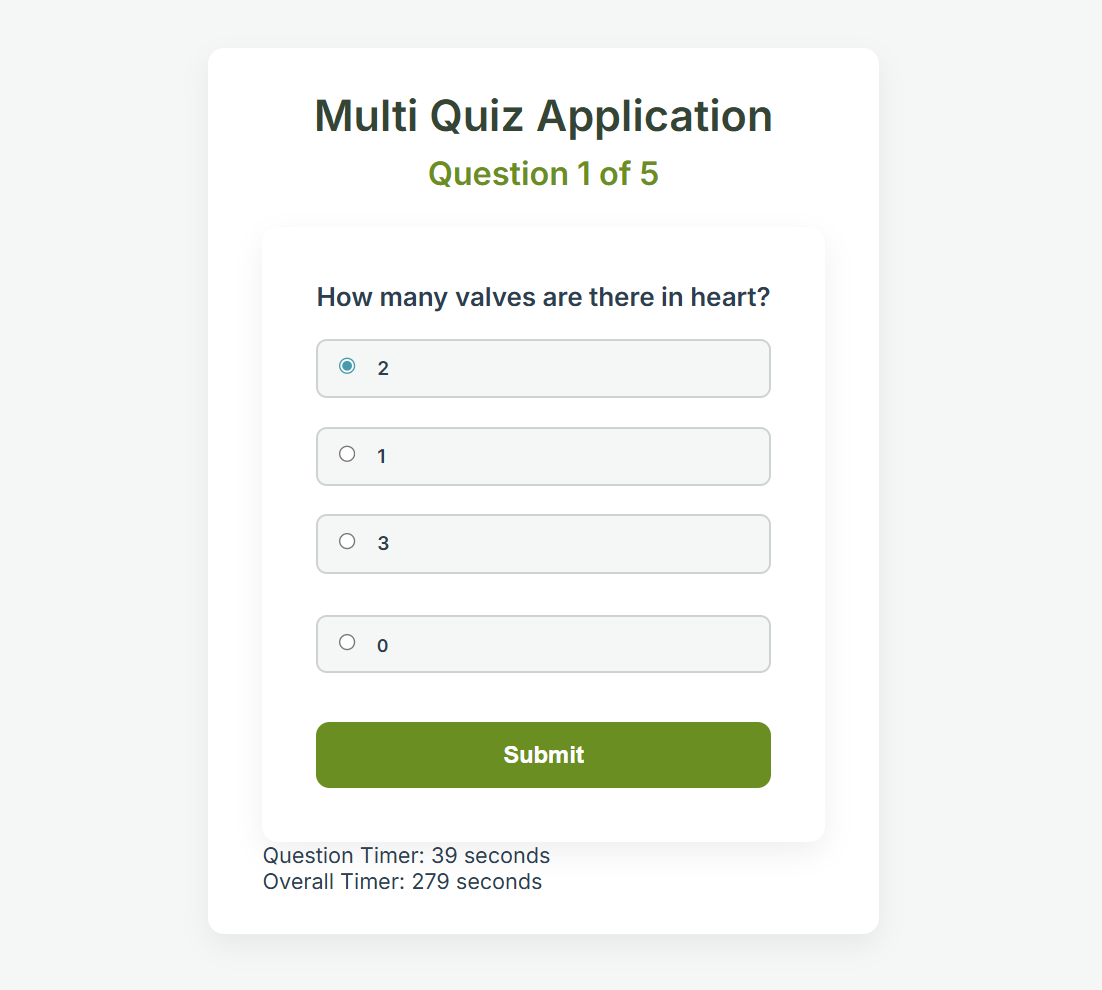 Multi Quiz Application
Question 1 of 5
How many valves are there in heart?
2
1
3
0
Submit
Question Timer: 39 seconds
Overall Timer: 279 seconds